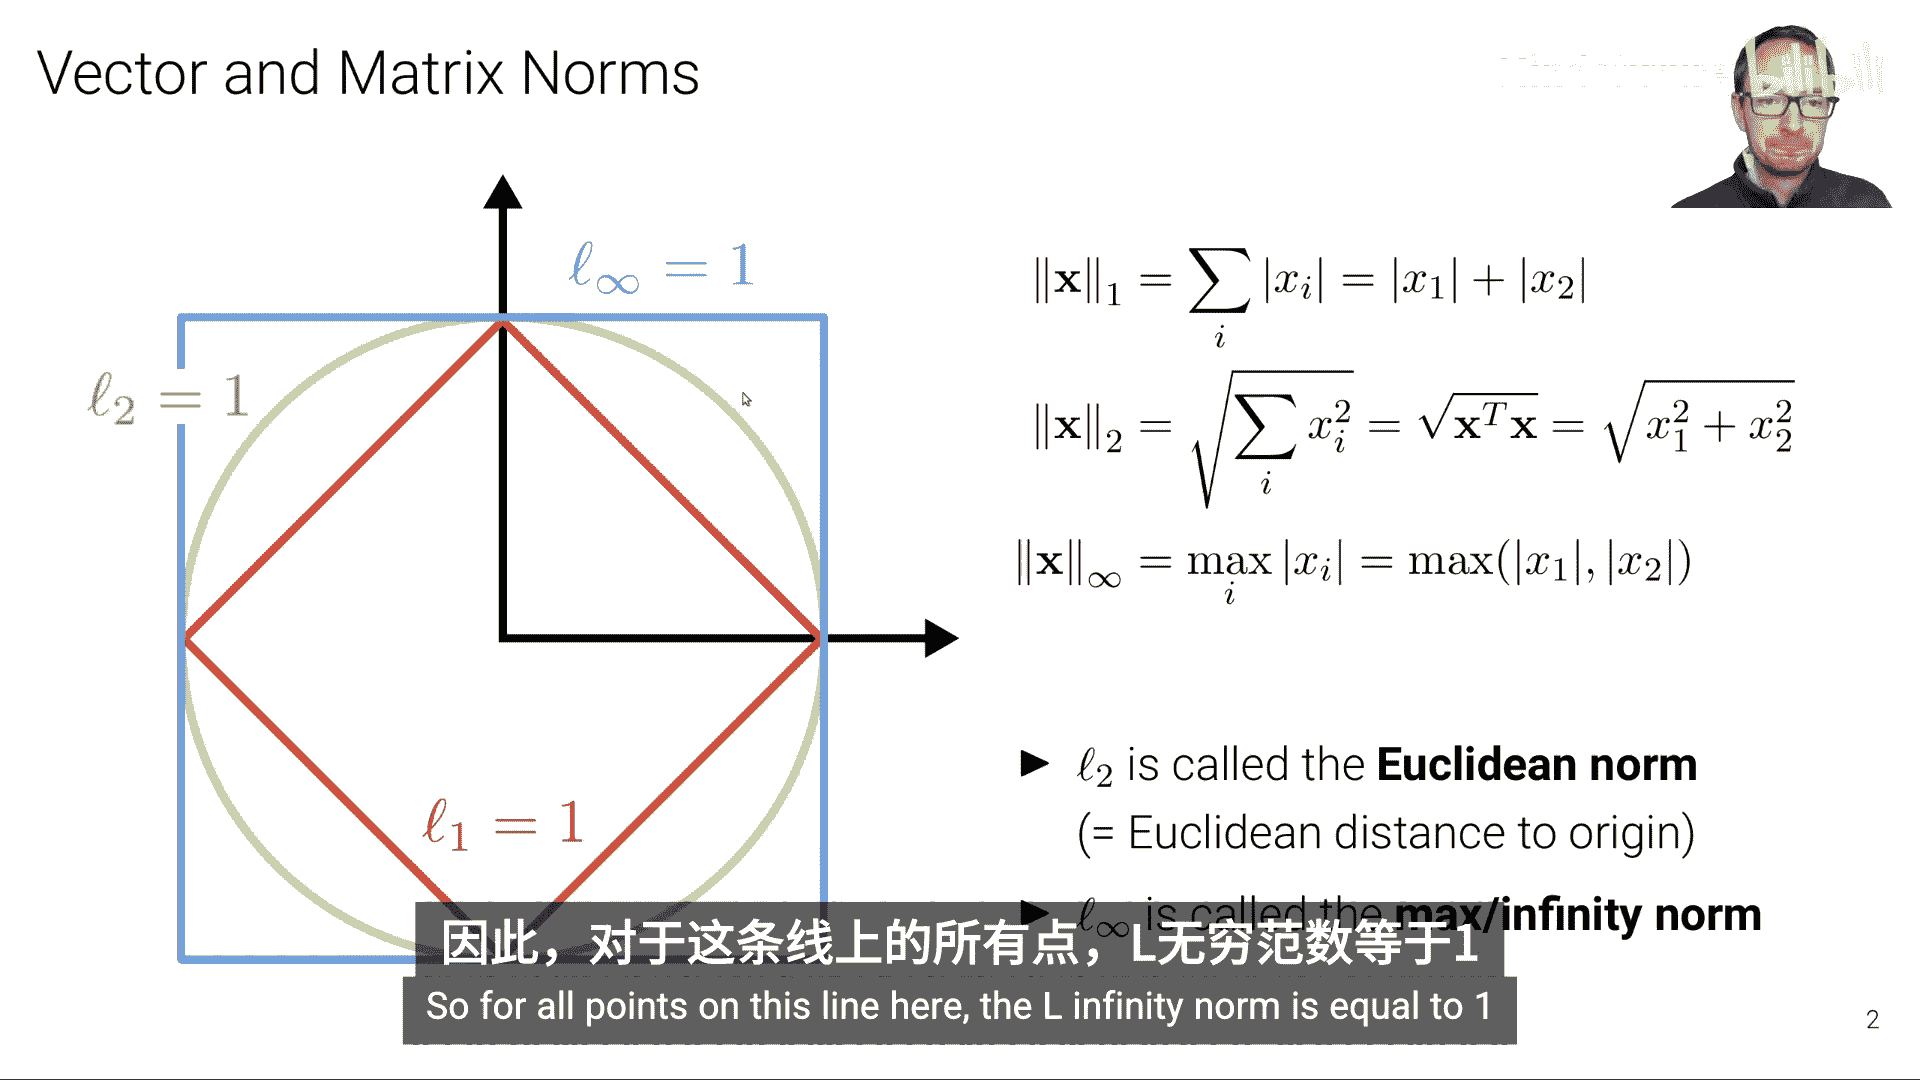 Vector and Matrix Norms
ℓ∞ = 1
ℓ₂ = 1
ℓ₁ = 1
‖x‖₁ = ∑ᵢ |xᵢ| = |x₁| + |x₂|
‖x‖₂ = √(∑ᵢ xᵢ²) = √(xᵀx) = √(x₁² + x₂²)
‖x‖∞ = maxᵢ |xᵢ| = max(|x₁|, |x₂|)
▶ ℓ₂ is called the Euclidean norm
(= Euclidean distance to origin)
▶ ℓ∞ is called the max/infinity norm
因此，对于这条线上的所有点，L无穷范数等于1
So for all points on this line here, the L infinity norm is equal to 1
2